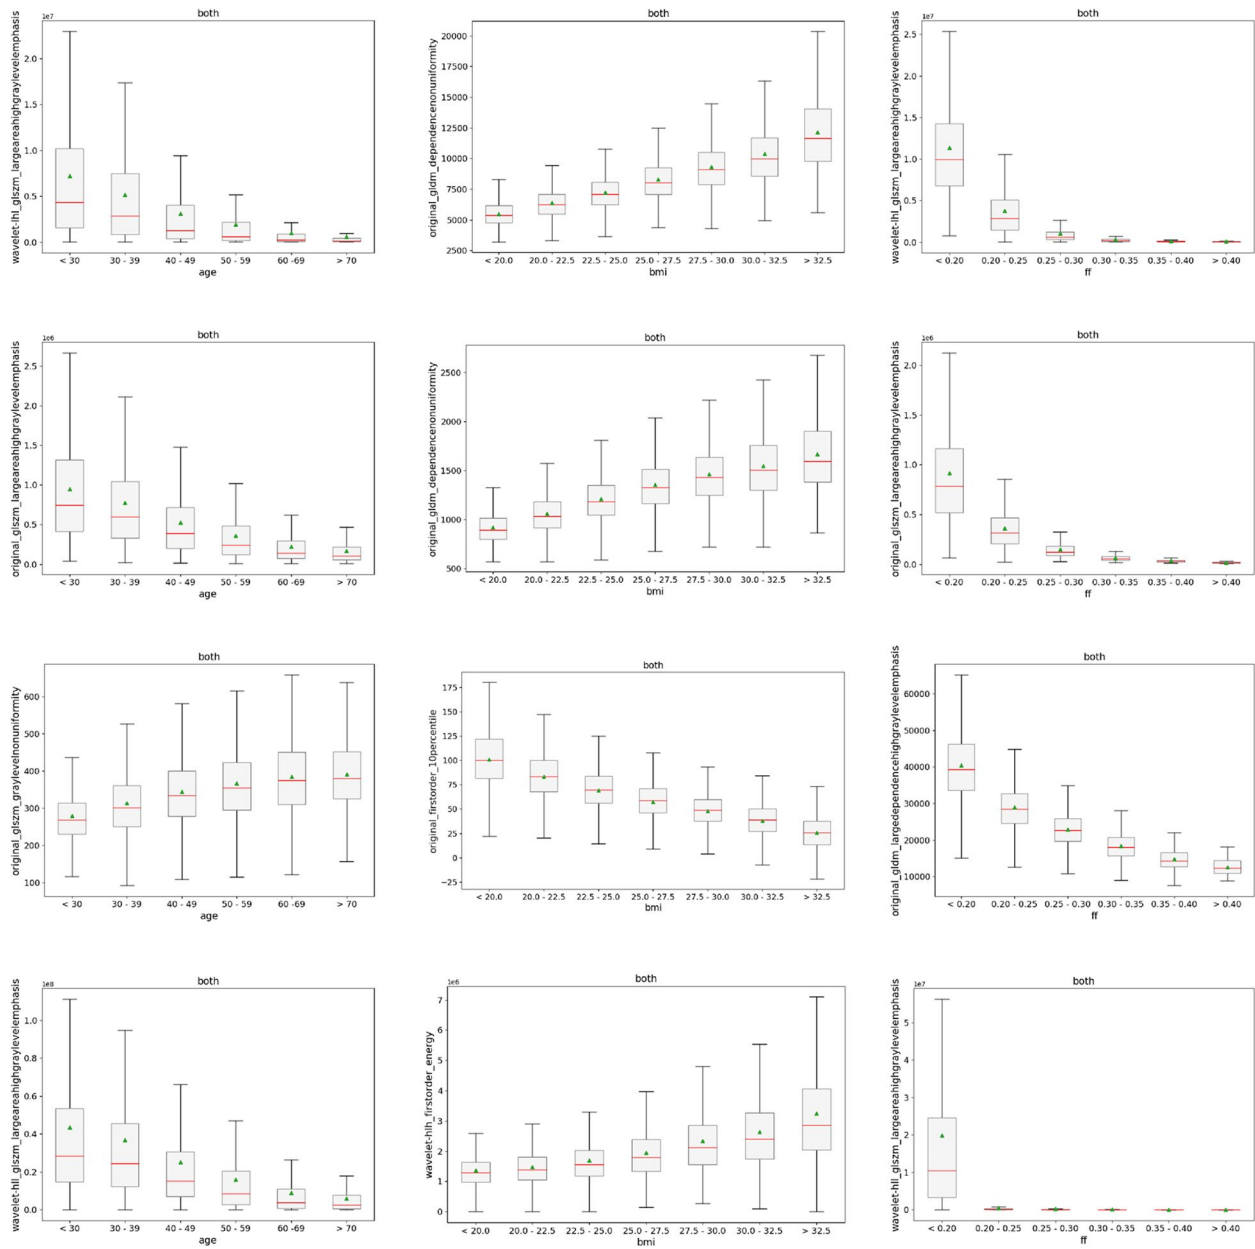 both
1e7
wavelet-lhl_glszm_largeareahighgraylevelemphasis
2.0
1.5
1.0
0.5
0.0
< 30 30 - 39 40 - 49 50 - 59 60 -69 > 70
age
both
original_gldm_dependencenonuniformity
20000
17500
15000
12500
10000
7500
5000
2500
< 20.0 20.0 - 22.5 22.5 - 25.0 25.0 - 27.5 27.5 - 30.0 30.0 - 32.5 > 32.5
bmi
both
1e7
wavelet-lhl_glszm_largeareahighgraylevelemphasis
2.5
2.0
1.5
1.0
0.5
0.0
< 0.20 0.20 - 0.25 0.25 - 0.30 0.30 - 0.35 0.35 - 0.40 > 0.40
ff
both
1e6
original_glszm_largeareahighgraylevelemphasis
2.5
2.0
1.5
1.0
0.5
0.0
< 30 30 - 39 40 - 49 50 - 59 60 -69 > 70
age
both
original_gldm_dependencenonuniformity
2500
2000
1500
1000
500
< 20.0 20.0 - 22.5 22.5 - 25.0 25.0 - 27.5 27.5 - 30.0 30.0 - 32.5 > 32.5
bmi
both
1e6
original_glszm_largeareahighgraylevelemphasis
2.0
1.5
1.0
0.5
0.0
< 0.20 0.20 - 0.25 0.25 - 0.30 0.30 - 0.35 0.35 - 0.40 > 0.40
ff
both
original_glszm_graylevelnonuniformity
600
500
400
300
200
100
< 30 30 - 39 40 - 49 50 - 59 60 -69 > 70
age
both
original_firstorder_10percentile
175
150
125
100
75
50
25
0
−25
< 20.0 20.0 - 22.5 22.5 - 25.0 25.0 - 27.5 27.5 - 30.0 30.0 - 32.5 > 32.5
bmi
both
original_gldm_largedependencehighgraylevelemphasis
60000
50000
40000
30000
20000
10000
< 0.20 0.20 - 0.25 0.25 - 0.30 0.30 - 0.35 0.35 - 0.40 > 0.40
ff
both
1e8
wavelet-hll_glszm_largeareahighgraylevelemphasis
1.0
0.8
0.6
0.4
0.2
0.0
< 30 30 - 39 40 - 49 50 - 59 60 -69 > 70
age
both
1e6
wavelet-hlh_firstorder_energy
7
6
5
4
3
2
1
0
< 20.0 20.0 - 22.5 22.5 - 25.0 25.0 - 27.5 27.5 - 30.0 30.0 - 32.5 > 32.5
bmi
both
1e7
wavelet-hll_glszm_largeareahighgraylevelemphasis
5
4
3
2
1
0
< 0.20 0.20 - 0.25 0.25 - 0.30 0.30 - 0.35 0.35 - 0.40 > 0.40
ff